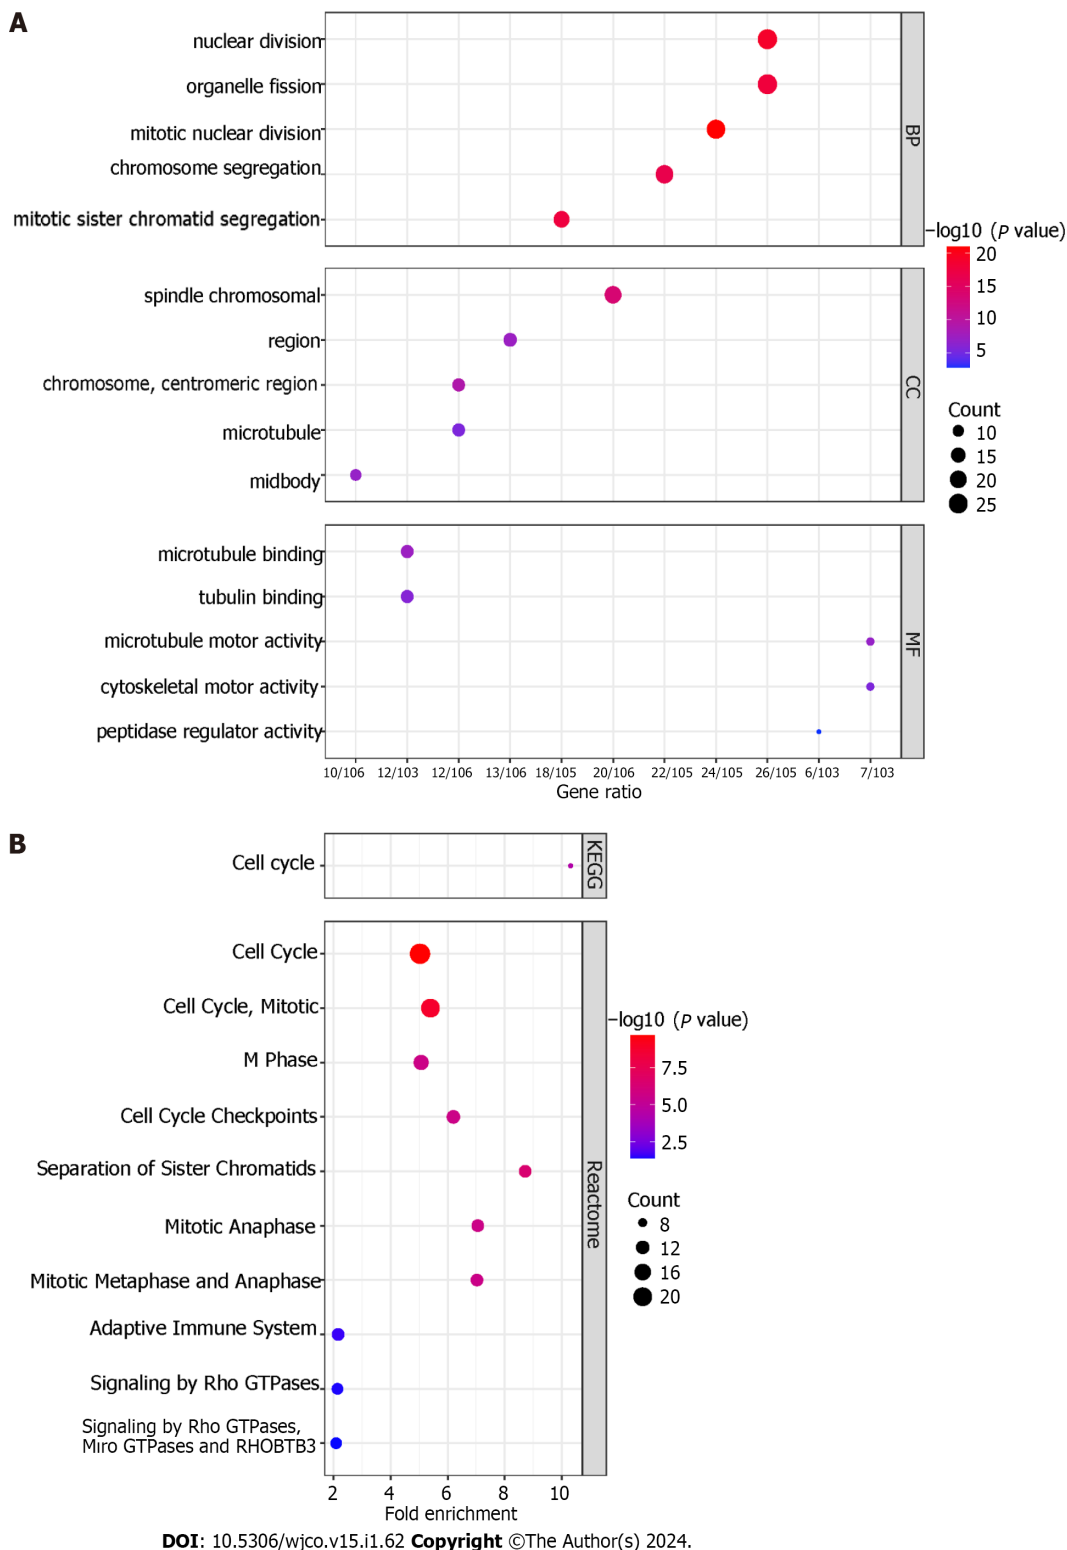 A
nuclear division
organelle fission
mitotic nuclear division
chromosome segregation
mitotic sister chromatid segregation
BP
−log10 (P value)
20
15
10
5
spindle chromosomal
region
chromosome, centromeric region
microtubule
midbody
CC
Count
10
15
20
25
microtubule binding
tubulin binding
microtubule motor activity
cytoskeletal motor activity
peptidase regulator activity
MF
10/106 12/103 12/106 13/106 18/105 20/106 22/105 24/105 26/105 6/103 7/103
Gene ratio
B
Cell cycle
KEGG
Cell Cycle
Cell Cycle, Mitotic
M Phase
Cell Cycle Checkpoints
Separation of Sister Chromatids
Mitotic Anaphase
Mitotic Metaphase and Anaphase
Adaptive Immune System
Signaling by Rho GTPases
Signaling by Rho GTPases,
Miro GTPases and RHOBTB3
Reactome
−log10 (P value)
7.5
5.0
2.5
Count
8
12
16
20
2 4 6 8 10
Fold enrichment
DOI: 10.5306/wjco.v15.i1.62 Copyright ©The Author(s) 2024.